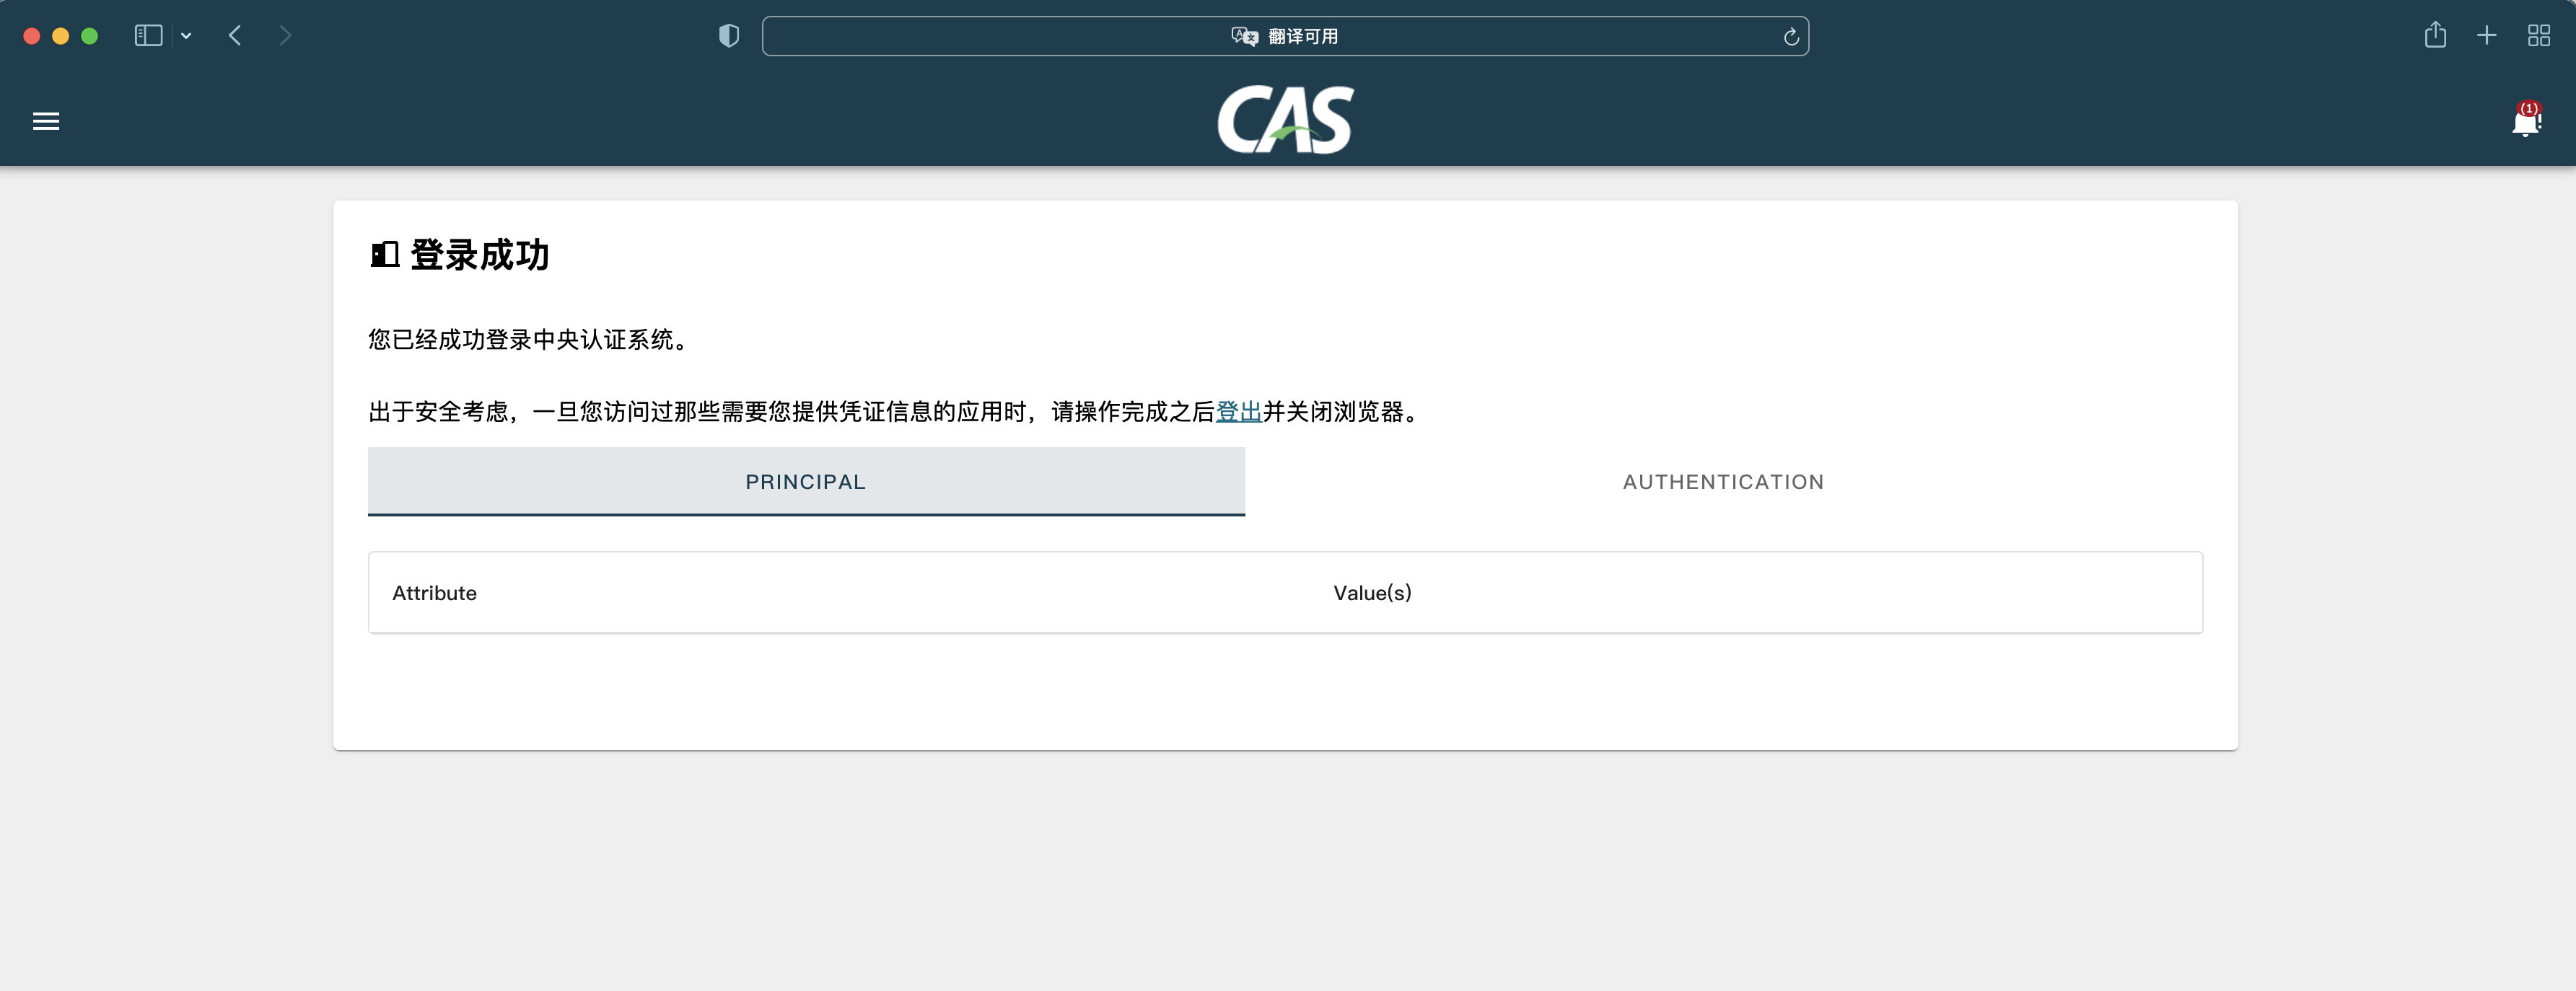 翻译可用
CAS
(1)
登录成功
您已经成功登录中央认证系统。
出于安全考虑，一旦您访问过那些需要您提供凭证信息的应用时，请操作完成之后登出并关闭浏览器。
PRINCIPAL
AUTHENTICATION
Attribute
Value(s)